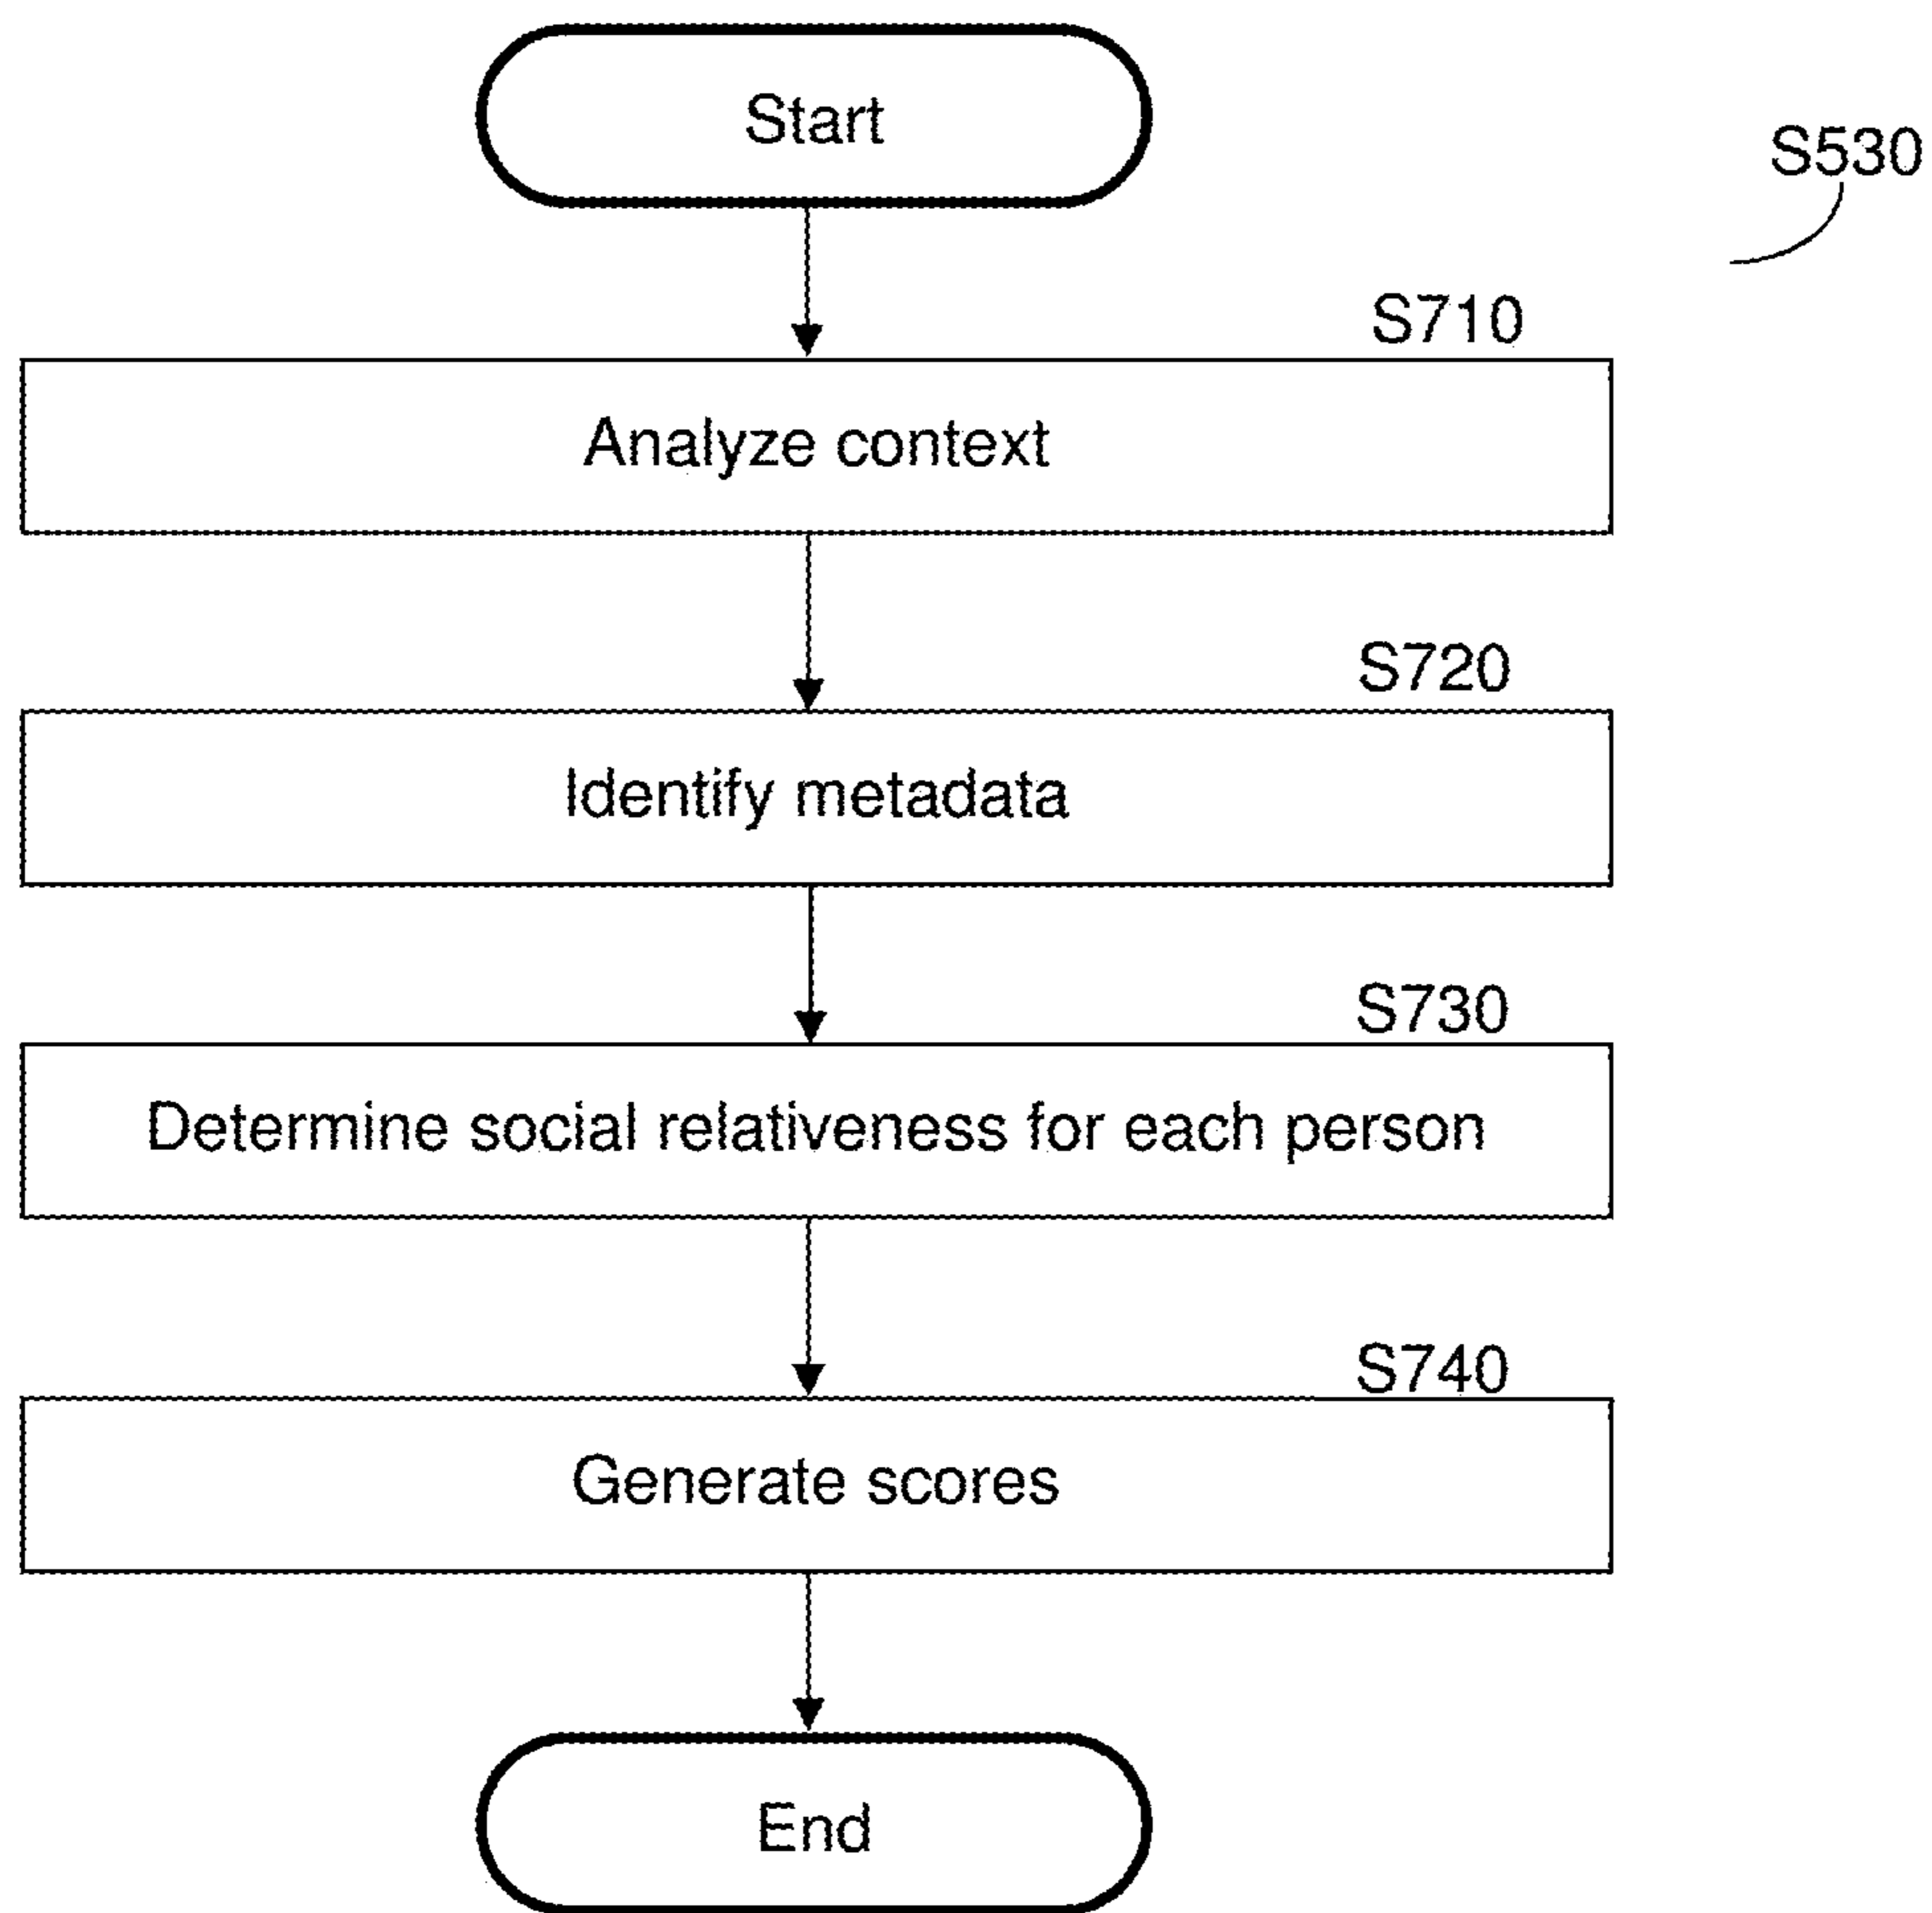 Start
S530
S710
Analyze context
S720
Identify metadata
S730
Determine social relativeness for each person
S740
Generate scores
End